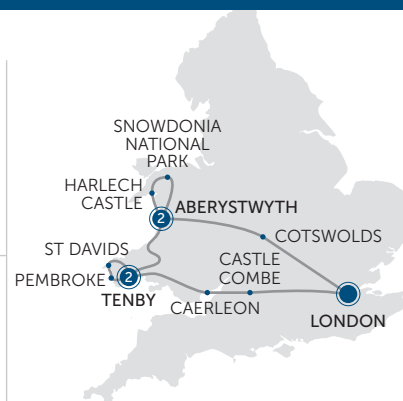 SNOWDONIA
NATIONAL
PARK
HARLECH
CASTLE
2
ABERYSTWYTH
COTSWOLDS
ST DAVIDS
CASTLE
COMBE
PEMBROKE
2
TENBY
CAERLEON
LONDON